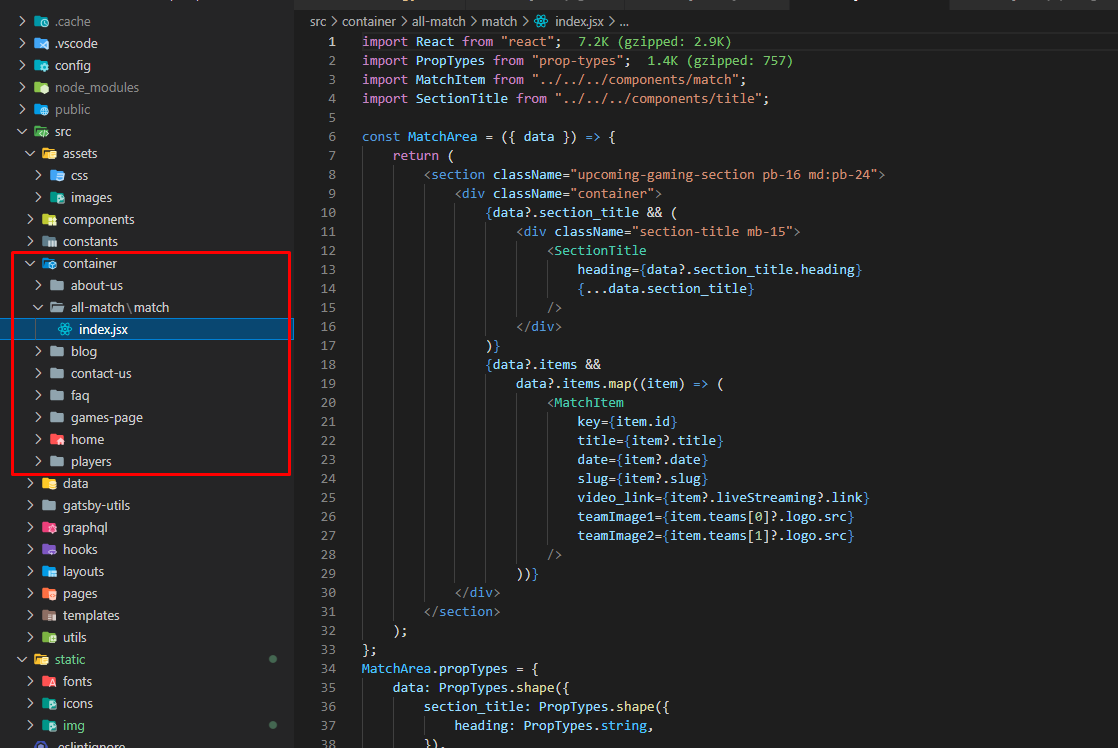 .cache
.vscode
config
node_modules
public
src
assets
css
images
components
constants
container
about-us
all-match\match
index.jsx
blog
contact-us
faq
games-page
home
players
data
gatsby-utils
graphql
hooks
layouts
pages
templates
utils
static
fonts
icons
img
.eslintignore
src > container > all-match > match > index.jsx > ...
1 import React from "react"; 7.2K (gzipped: 2.9K)
2 import PropTypes from "prop-types"; 1.4K (gzipped: 757)
3 import MatchItem from "../../../components/match";
4 import SectionTitle from "../../../components/title";
5
6 const MatchArea = ({ data }) => {
7 return (
8 <section className="upcoming-gaming-section pb-16 md:pb-24">
9 <div className="container">
10 {data?.section_title && (
11 <div className="section-title mb-15">
12 <SectionTitle
13 heading={data?.section_title.heading}
14 {...data.section_title}
15 />
16 </div>
17 )}
18 {data?.items &&
19 data?.items.map((item) => (
20 <MatchItem
21 key={item.id}
22 title={item?.title}
23 date={item?.date}
24 slug={item?.slug}
25 video_link={item?.liveStreaming?.link}
26 teamImage1={item.teams[0]?.logo.src}
27 teamImage2={item.teams[1]?.logo.src}
28 />
29 ))}
30 </div>
31 </section>
32 );
33 };
34 MatchArea.propTypes = {
35 data: PropTypes.shape({
36 section_title: PropTypes.shape({
37 heading: PropTypes.string,
38 }),